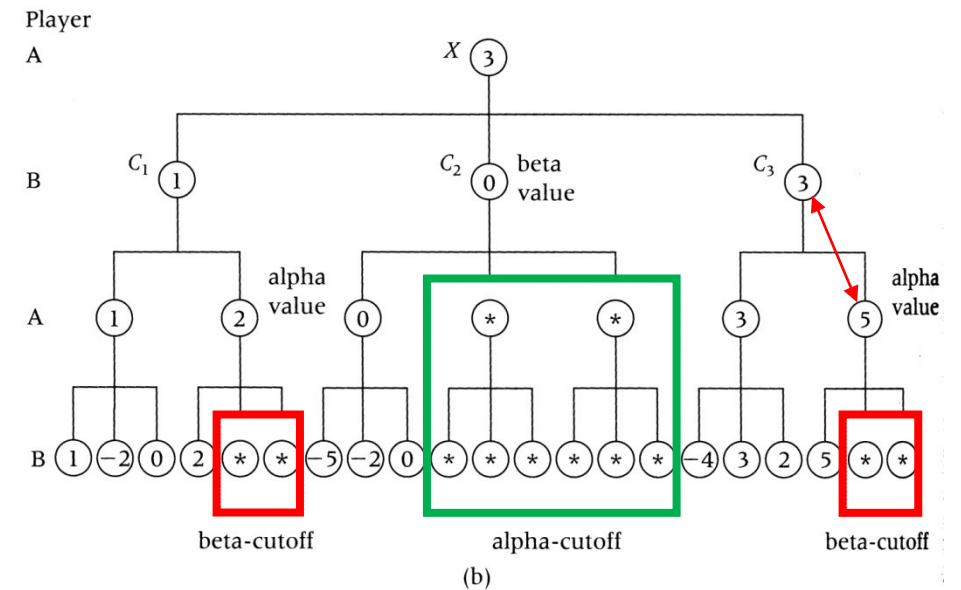 Player
A X 3
B C1 1 C2 0 beta value C3 3
A 1 2 alpha value 0 * * 3 5 alpha value
B 1 −2 0 2 * * −5 −2 0 * * * * * * −4 3 2 5 * *
beta-cutoff alpha-cutoff beta-cutoff
(b)